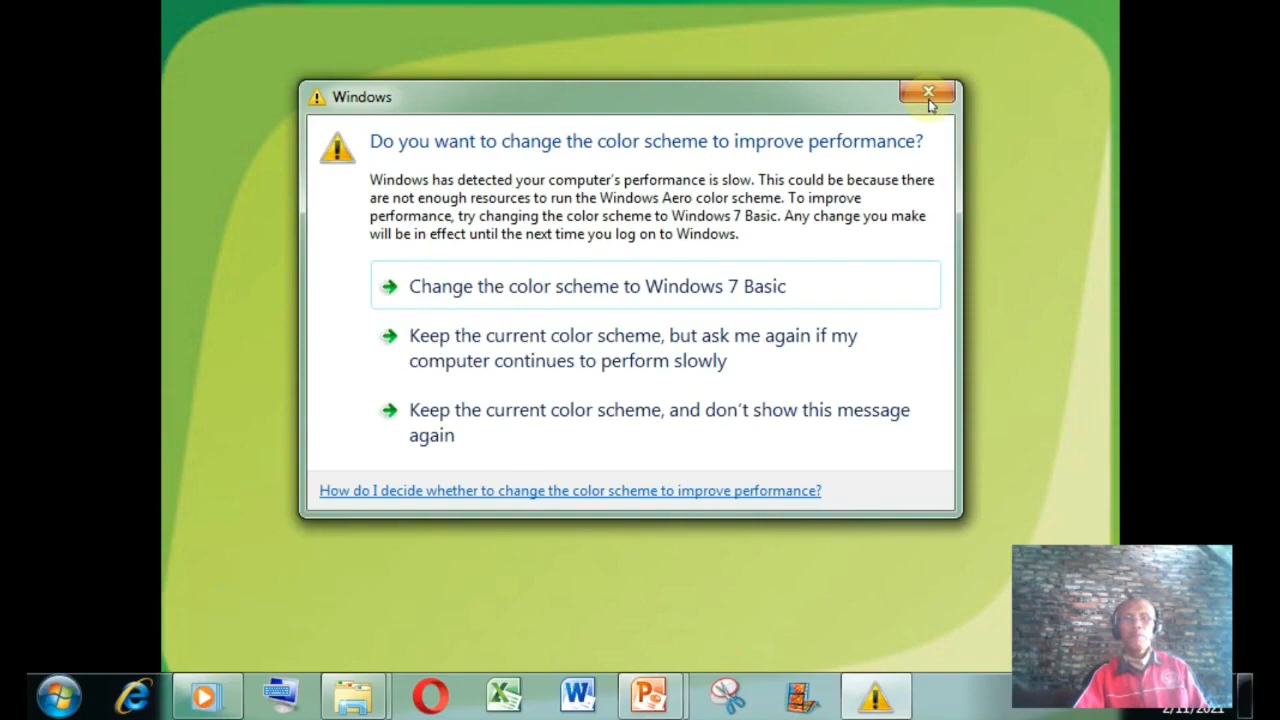 Windows
Do you want to change the color scheme to improve performance?
Windows has detected your computer's performance is slow. This could be because there
are not enough resources to run the Windows Aero color scheme. To improve
performance, try changing the color scheme to Windows 7 Basic. Any change you make
will be in effect until the next time you log on to Windows.
Change the color scheme to Windows 7 Basic
Keep the current color scheme, but ask me again if my
computer continues to perform slowly
Keep the current color scheme, and don't show this message
again
How do I decide whether to change the color scheme to improve performance?
2/11/2021